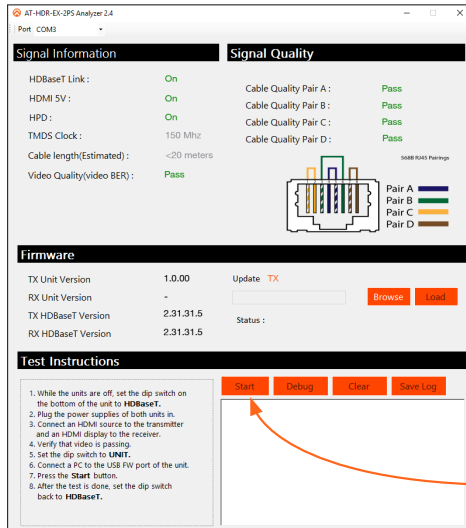 AT-HDR-EX-2PS Analyzer 2.4
Port COM3
Signal Information
HDBaseT Link : On
HDMI 5V : On
HPD : On
TMDS Clock : 150 Mhz
Cable length(Estimated) : <20 meters
Video Quality(video BER) : Pass
Signal Quality
Cable Quality Pair A : Pass
Cable Quality Pair B : Pass
Cable Quality Pair C : Pass
Cable Quality Pair D : Pass
568B RJ45 Pairings
Pair A
Pair B
Pair C
Pair D
Firmware
TX Unit Version 1.0.00
RX Unit Version -
TX HDBaseT Version 2.31.31.5
RX HDBaseT Version 2.31.31.5
Update TX
Browse Load
Status :
Test Instructions
1. While the units are off, set the dip switch on
the bottom of the unit to HDBaseT.
2. Plug the power supplies of both units in.
3. Connect an HDMI source to the transmitter
and an HDMI display to the receiver.
4. Verify that video is passing.
5. Set the dip switch to UNIT.
6. Connect a PC to the USB FW port of the unit.
7. Press the Start button.
8. After the test is done, set the dip switch
back to HDBaseT.
Start Debug Clear Save Log